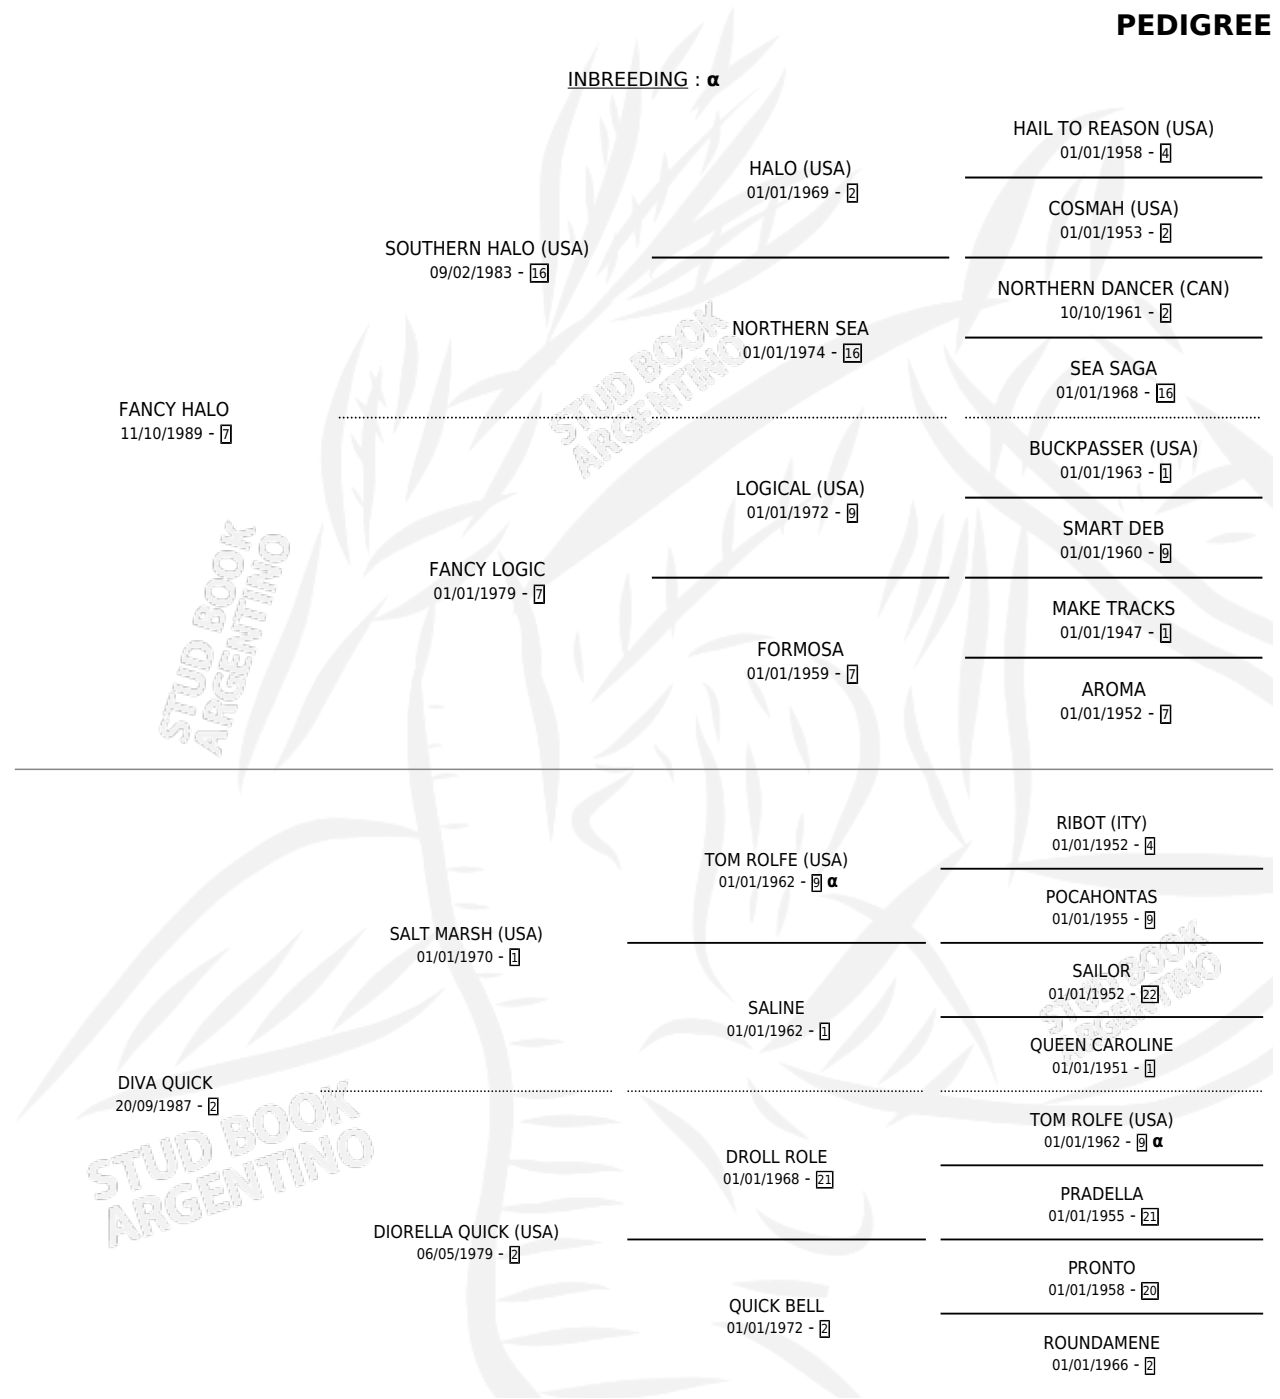 PEDIGREE
INBREEDING : α
HAIL TO REASON (USA)
01/01/1958 - 4
HALO (USA)
01/01/1969 - 2
COSMAH (USA)
01/01/1953 - 2
SOUTHERN HALO (USA)
09/02/1983 - 16
NORTHERN DANCER (CAN)
10/10/1961 - 2
NORTHERN SEA
01/01/1974 - 16
SEA SAGA
01/01/1968 - 16
FANCY HALO
11/10/1989 - 7
BUCKPASSER (USA)
01/01/1963 - 1
LOGICAL (USA)
01/01/1972 - 9
SMART DEB
01/01/1960 - 9
FANCY LOGIC
01/01/1979 - 7
MAKE TRACKS
01/01/1947 - 1
FORMOSA
01/01/1959 - 7
AROMA
01/01/1952 - 7
RIBOT (ITY)
01/01/1952 - 4
TOM ROLFE (USA)
01/01/1962 - 9 α
POCAHONTAS
01/01/1955 - 9
SALT MARSH (USA)
01/01/1970 - 1
SAILOR
01/01/1952 - 22
SALINE
01/01/1962 - 1
QUEEN CAROLINE
01/01/1951 - 1
DIVA QUICK
20/09/1987 - 2
TOM ROLFE (USA)
01/01/1962 - 9 α
DROLL ROLE
01/01/1968 - 21
PRADELLA
01/01/1955 - 21
DIORELLA QUICK (USA)
06/05/1979 - 2
PRONTO
01/01/1958 - 20
QUICK BELL
01/01/1972 - 2
ROUNDAMENE
01/01/1966 - 2
STUD BOOK
ARGENTINO
STUD BOOK
ARGENTINO
STUD BOOK
ARGENTINO
STUD BOOK
ARGENTINO